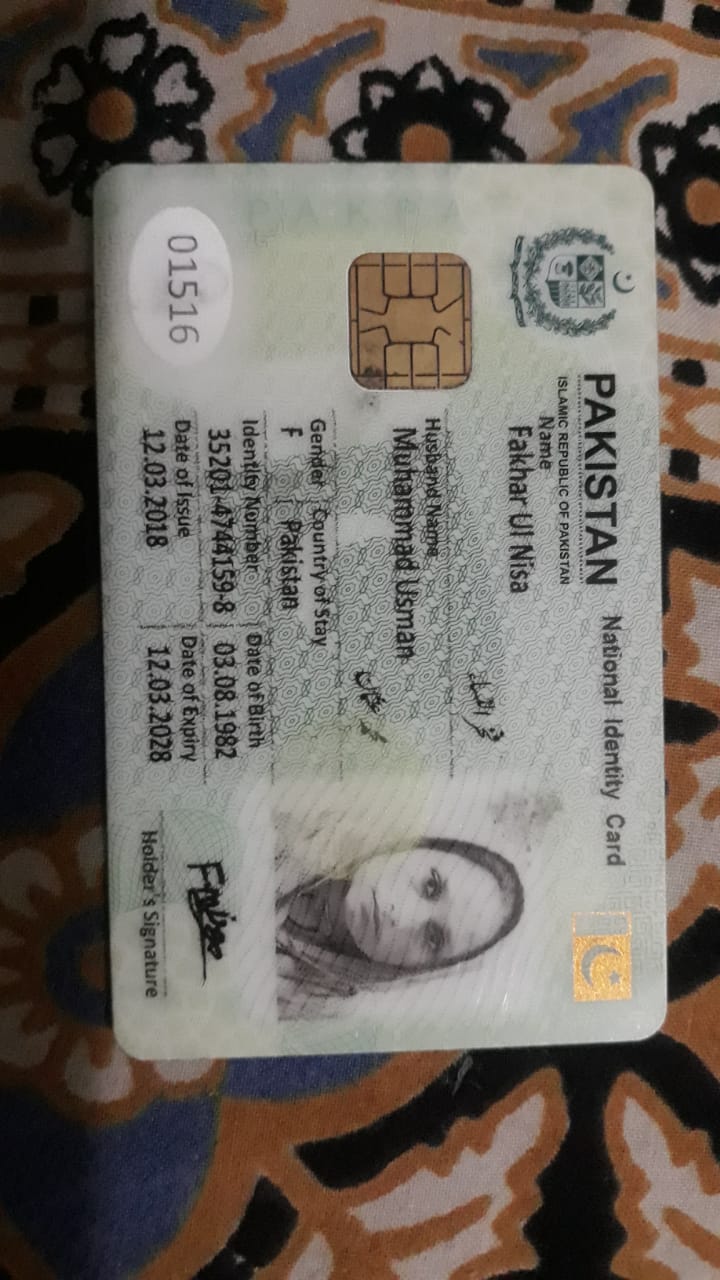 PAKISTAN National Identity Card
ISLAMIC REPUBLIC OF PAKISTAN
Name
Fakhar Ul Nisa
فخر النساء
Husband Name
Muhammad Usman
محمد عثمان
Gender Country of Stay
F Pakistan
Identity Number Date of Birth
35201-4744159-8 03.08.1982
Date of Issue Date of Expiry
12.03.2018 12.03.2028
01516
Holder's Signature